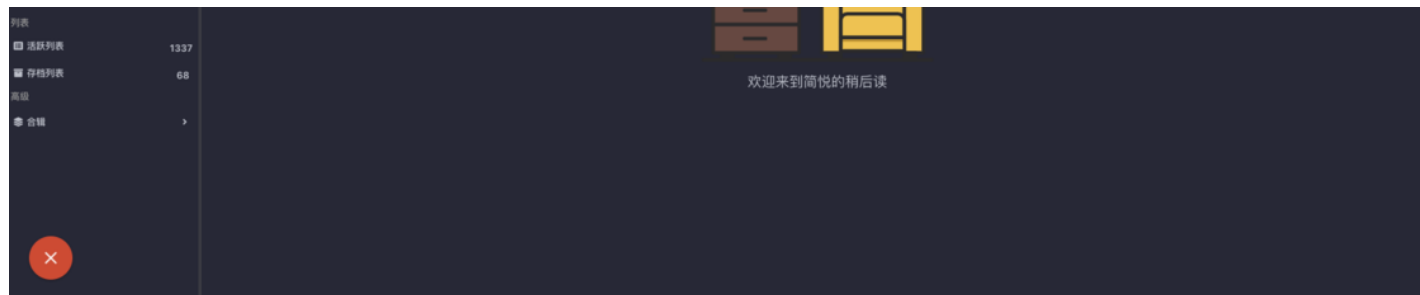 列表
活跃列表 1337
存档列表 68
高级
合辑
欢迎来到简悦的稍后读